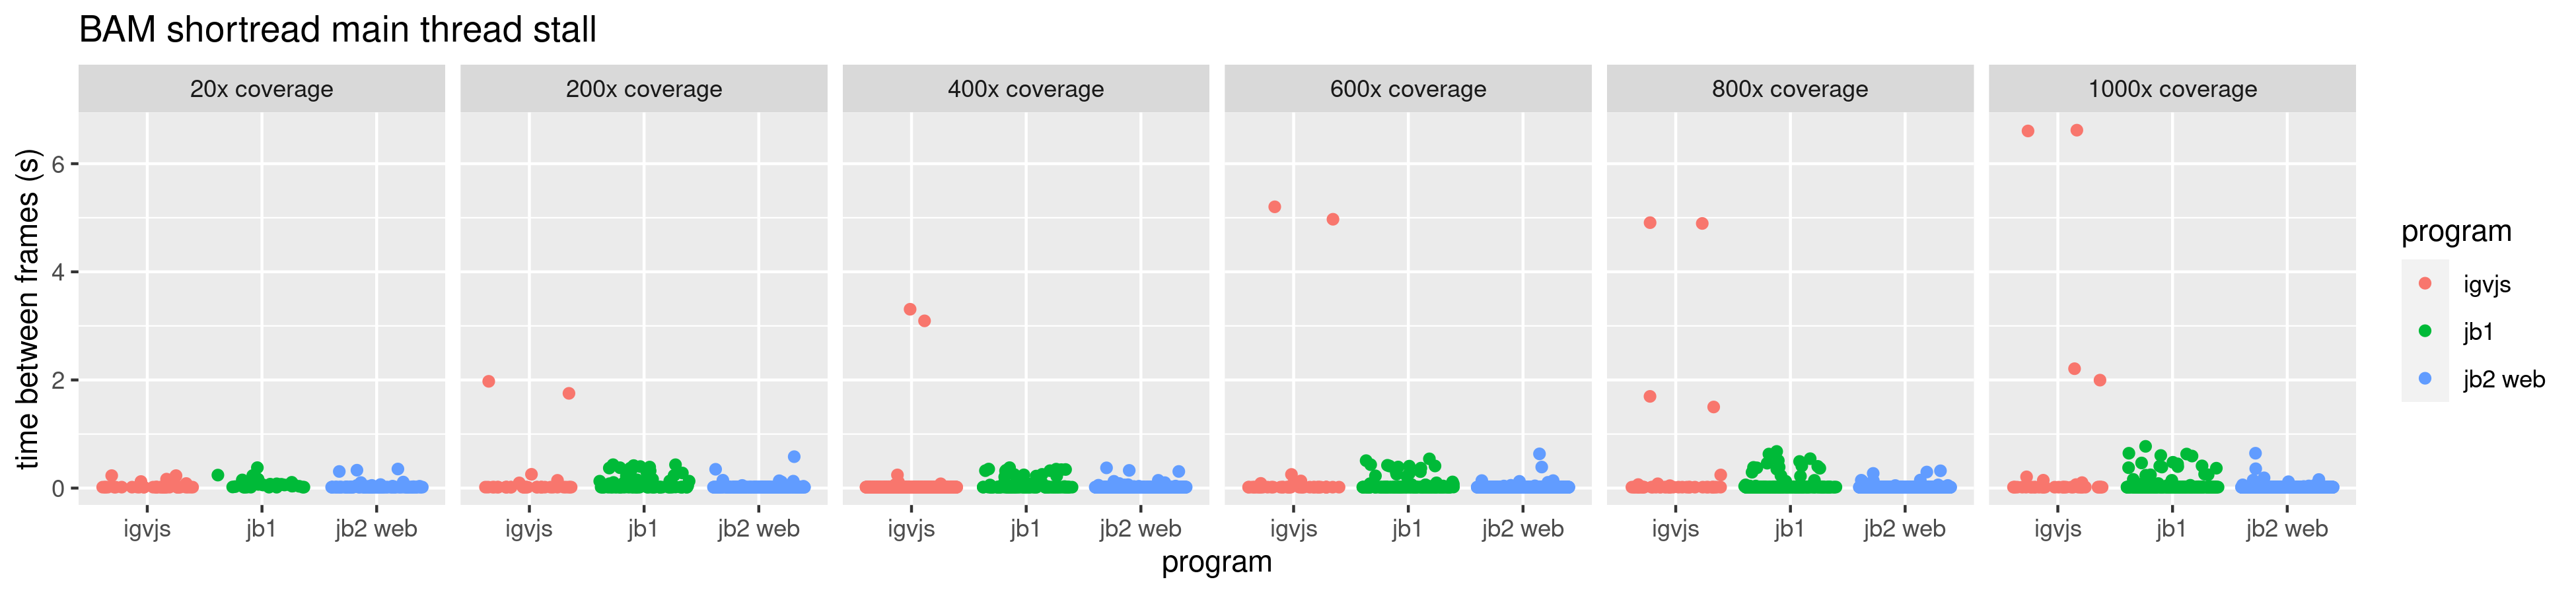 BAM shortread main thread stall
20x coverage 200x coverage 400x coverage 600x coverage 800x coverage 1000x coverage
time between frames (s)
6
4
2
0
igvjs jb1 jb2 web igvjs jb1 jb2 web igvjs jb1 jb2 web igvjs jb1 jb2 web igvjs jb1 jb2 web igvjs jb1 jb2 web
program
program
igvjs
jb1
jb2 web